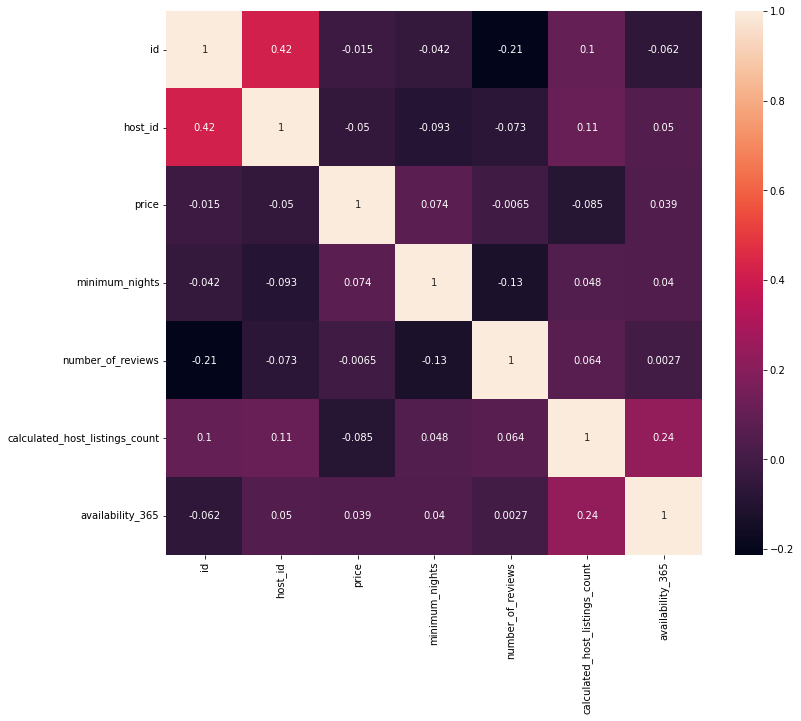 id 1 0.42 -0.015 -0.042 -0.21 0.1 -0.062
host_id 0.42 1 -0.05 -0.093 -0.073 0.11 0.05
price -0.015 -0.05 1 0.074 -0.0065 -0.085 0.039
minimum_nights -0.042 -0.093 0.074 1 -0.13 0.048 0.04
number_of_reviews -0.21 -0.073 -0.0065 -0.13 1 0.064 0.0027
calculated_host_listings_count 0.1 0.11 -0.085 0.048 0.064 1 0.24
availability_365 -0.062 0.05 0.039 0.04 0.0027 0.24 1
id
host_id
price
minimum_nights
number_of_reviews
calculated_host_listings_count
availability_365
1.0
0.8
0.6
0.4
0.2
0.0
−0.2